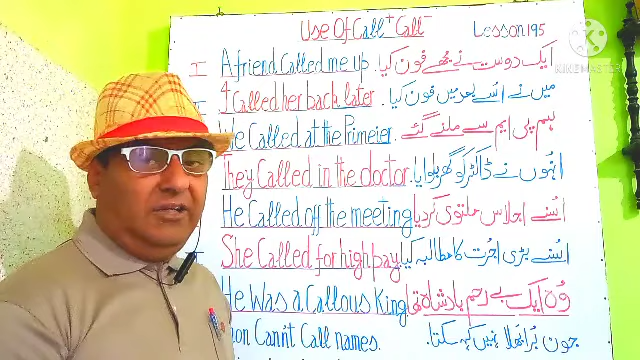 Use Of Call + Call - Lesson 195
A friend Called me up. ایک دوست نے مجھے فون کیا
I Called her back later میں نے اسے بعد میں فون کیا۔
We Called at the Primeier. ہم پی ایم سے ملنے گئے
They Called in the doctor. انہوں نے ڈاکٹر کو گھر بلوایا
He Called off the meeting اسنے اجلاس ملتوی کر دیا
She Called for high pay اسنے بڑی اجرت کا مطالبہ کیا
He Was a Callous King وہ ایک بے رحم بادشاہ تھا
Can't Call names. جون برا بھلا نہیں کہہ سکتا۔
KINEMASTER